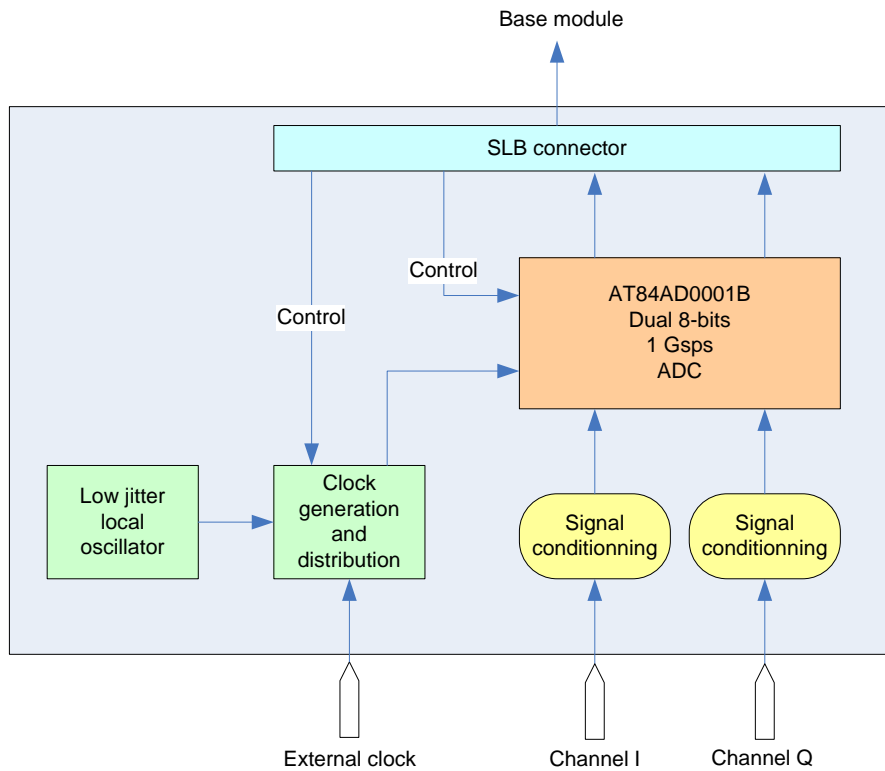 Base module
SLB connector
Control
Control
AT84AD0001B
Dual 8-bits
1 Gsps
ADC
Low jitter
local
oscillator
Clock
generation
and
distribution
Signal
conditionning
Signal
conditionning
External clock
Channel I
Channel Q